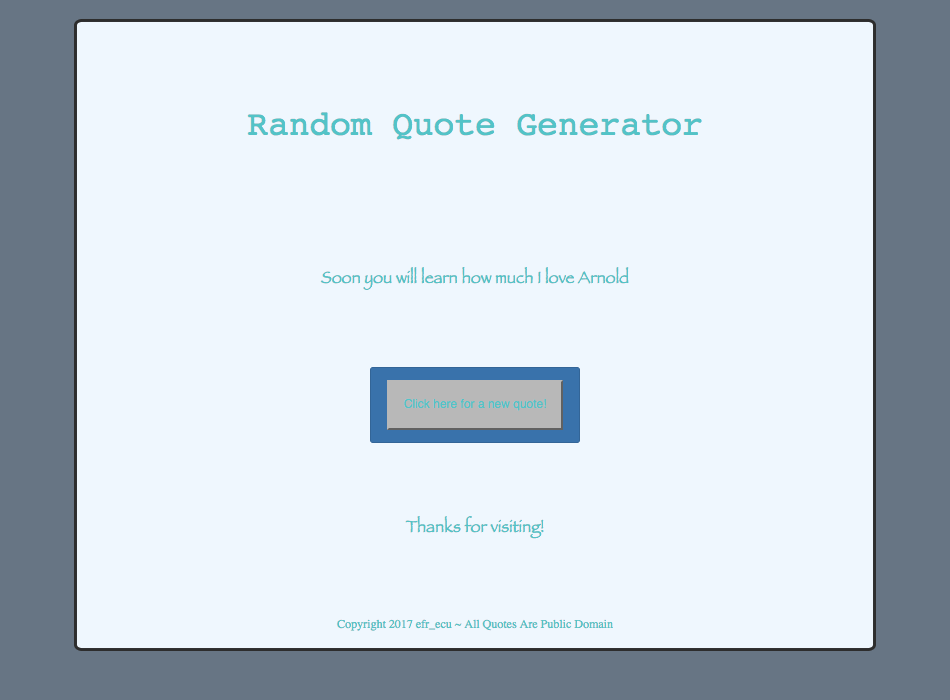 Random Quote Generator
Soon you will learn how much I love Arnold
Click here for a new quote!
Thanks for visiting!
Copyright 2017 efr_ecu ~ All Quotes Are Public Domain